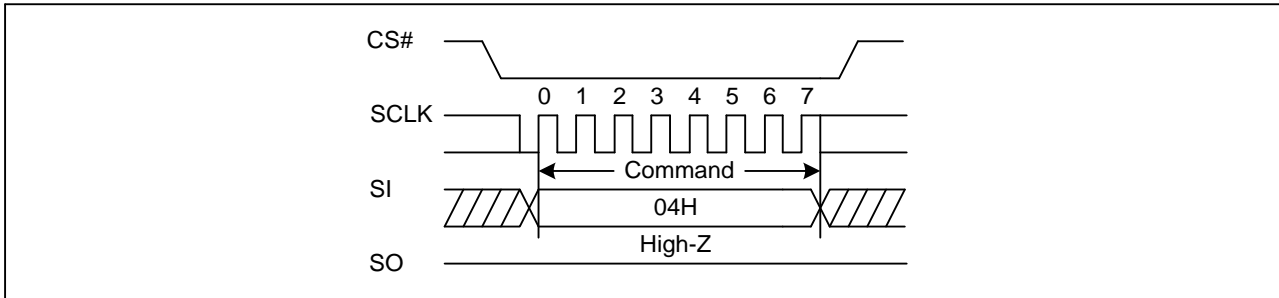 CS#
0 1 2 3 4 5 6 7
SCLK
Command
SI
04H
High-Z
SO